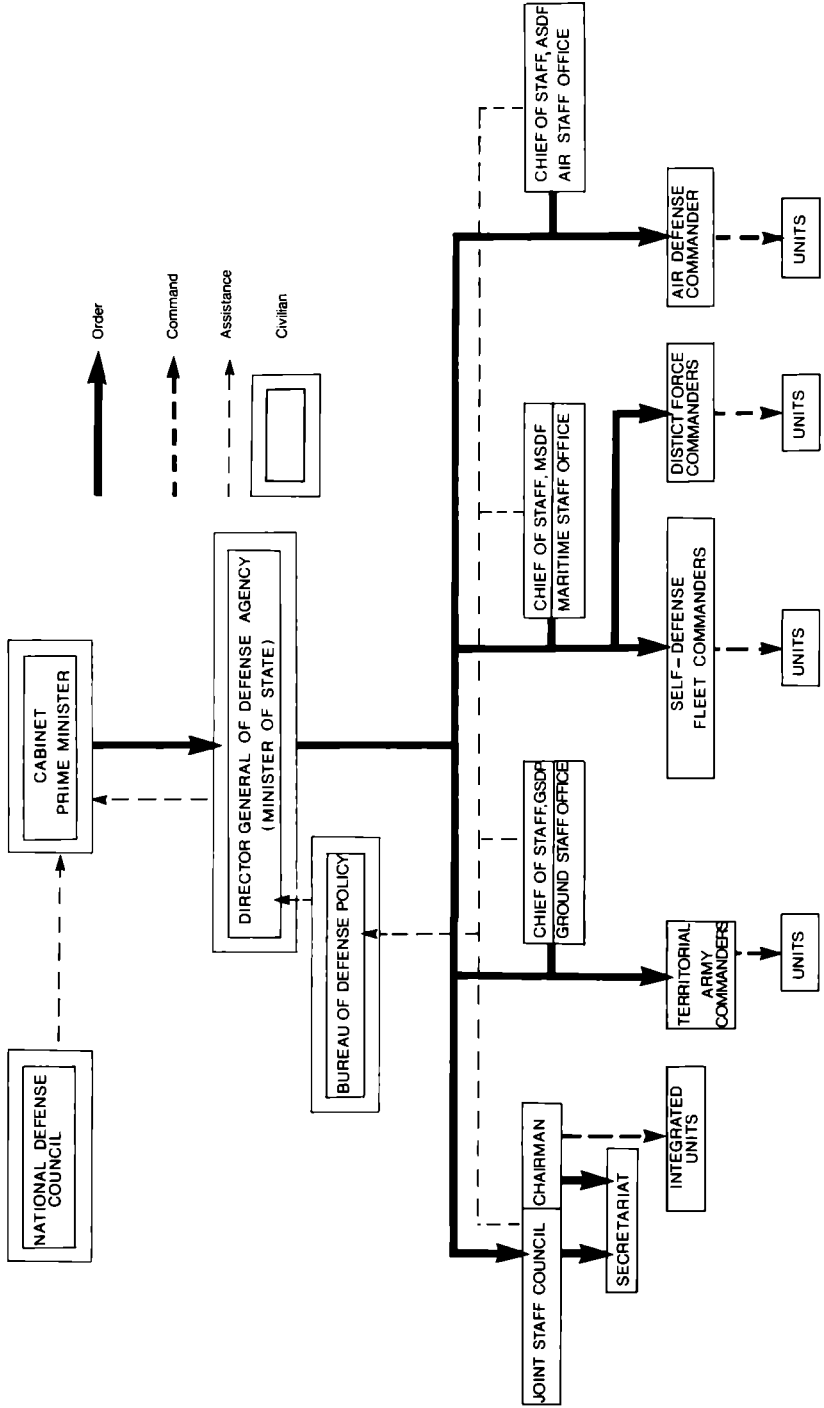 NATIONAL DEFENSE
COUNCIL
CABINET
PRIME MINISTER
Order
Command
Assistance
Civilian
DIRECTOR GENERAL OF DEFENSE AGENCY
(MINISTER OF STATE)
BUREAU OF DEFENSE POLICY
JOINT STAFF COUNCIL
CHAIRMAN
CHIEF OF STAFF, GSDP
GROUND STAFF OFFICE
CHIEF OF STAFF, MSDF
MARITIME STAFF OFFICE
CHIEF OF STAFF, ASDF
AIR STAFF OFFICE
SECRETARIAT
INTEGRATED
UNITS
TERRITORIAL
ARMY
COMMANDERS
SELF-DEFENSE
FLEET COMMANDERS
DISTICT FORCE
COMMANDERS
AIR DEFENSE
COMMANDER
UNITS
UNITS
UNITS
UNITS